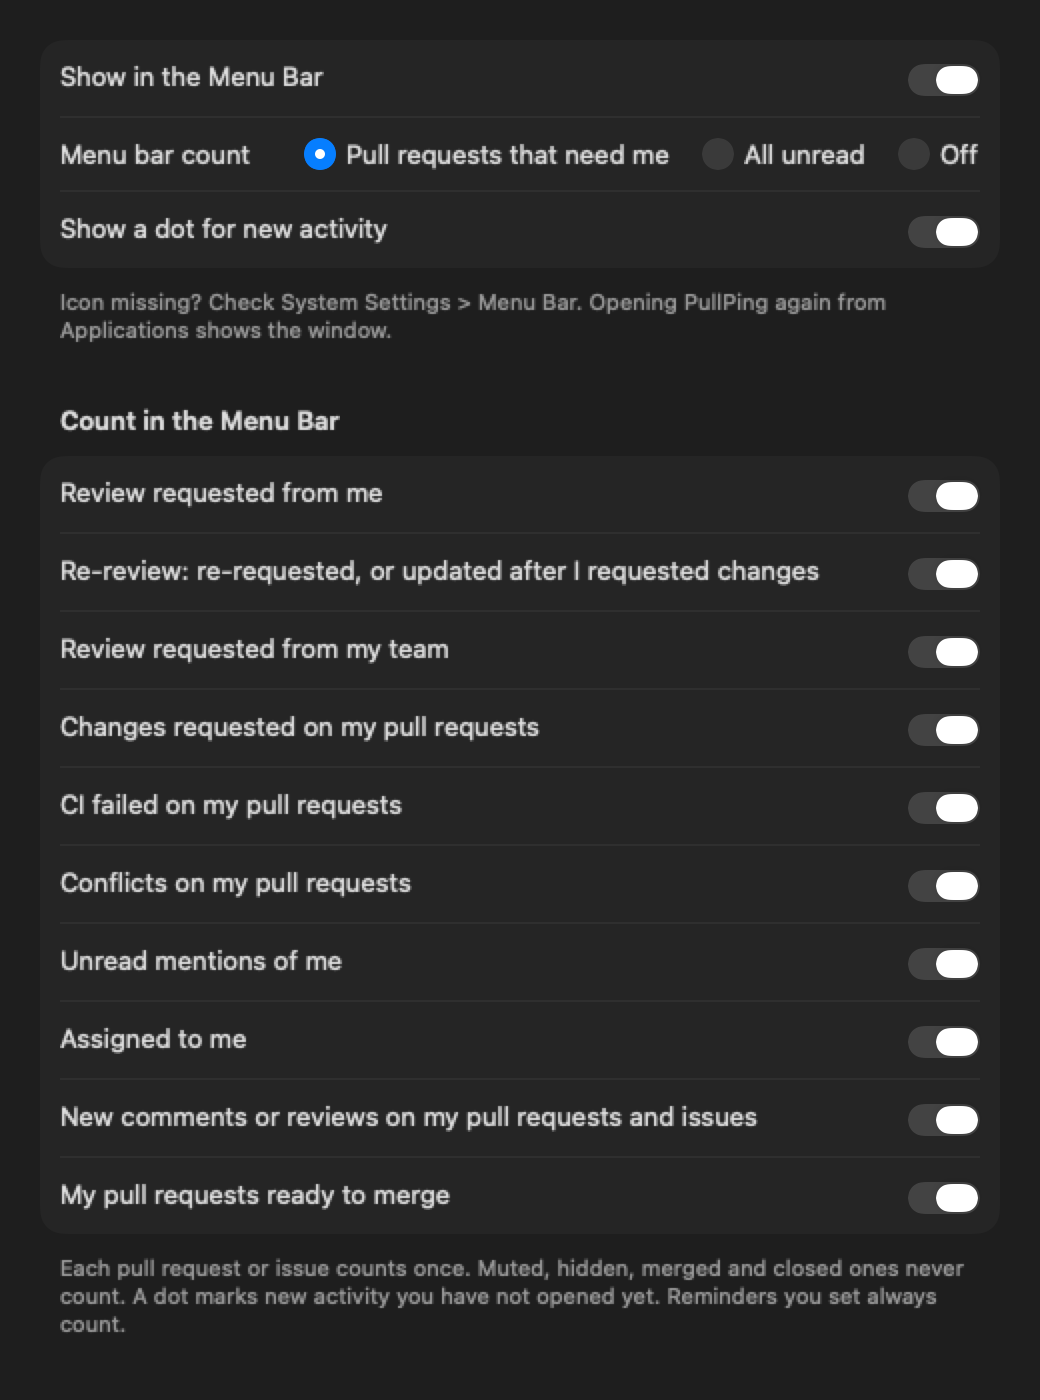 Show in the Menu Bar
Menu bar count Pull requests that need me All unread Off
Show a dot for new activity
Icon missing? Check System Settings > Menu Bar. Opening PullPing again from
Applications shows the window.
Count in the Menu Bar
Review requested from me
Re-review: re-requested, or updated after I requested changes
Review requested from my team
Changes requested on my pull requests
CI failed on my pull requests
Conflicts on my pull requests
Unread mentions of me
Assigned to me
New comments or reviews on my pull requests and issues
My pull requests ready to merge
Each pull request or issue counts once. Muted, hidden, merged and closed ones never
count. A dot marks new activity you have not opened yet. Reminders you set always
count.